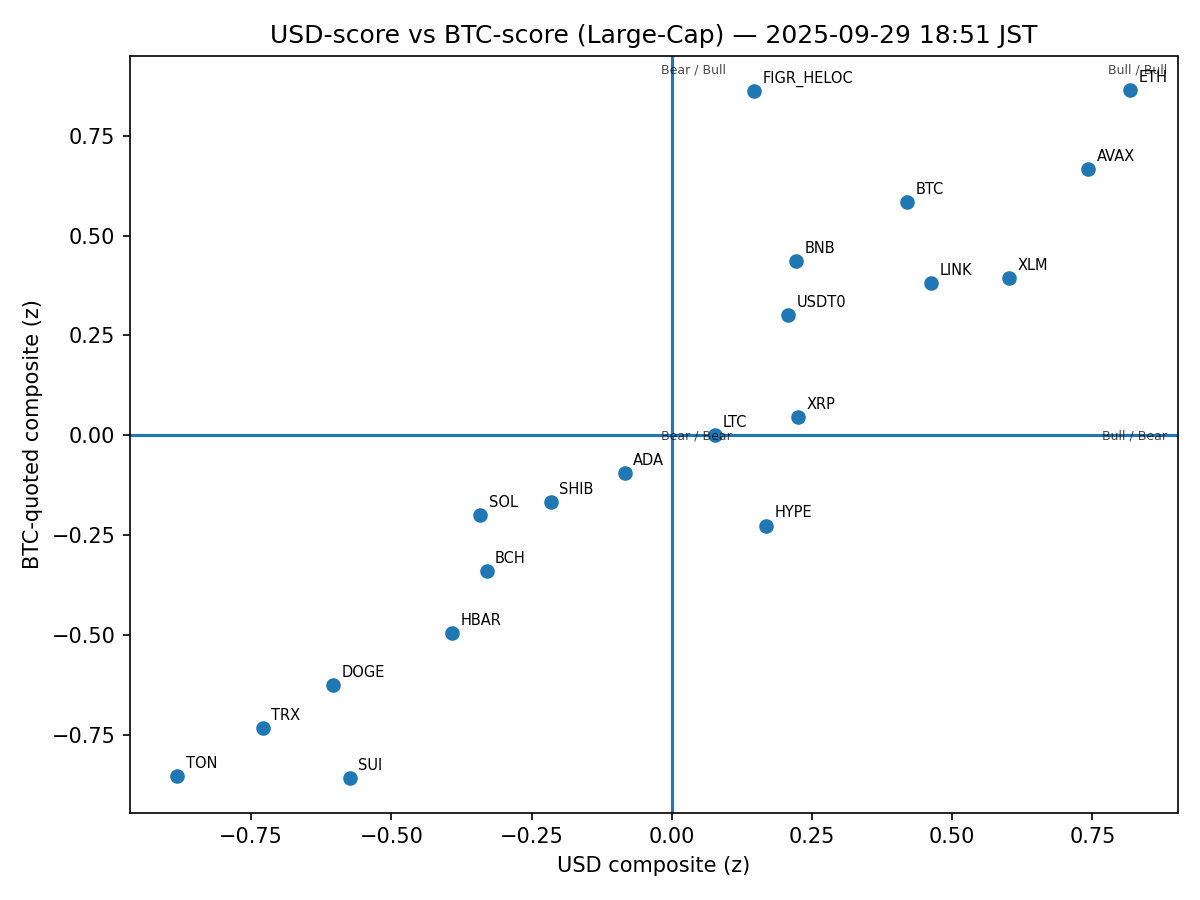 USD-score vs BTC-score (Large-Cap) — 2025-09-29 18:51 JST
Bear / Bull
Bull / Bull
FIGR_HELOC
ETH
0.75
AVAX
BTC
0.50
BNB
LINK
XLM
USDT0
0.25
XRP
LTC
0.00
Bear / Bear
Bull / Bear
ADA
SHIB
SOL
HYPE
−0.25
BCH
HBAR
−0.50
DOGE
TRX
−0.75
TON
SUI
BTC-quoted composite (z)
−0.75
−0.50
−0.25
0.00
0.25
0.50
0.75
USD composite (z)